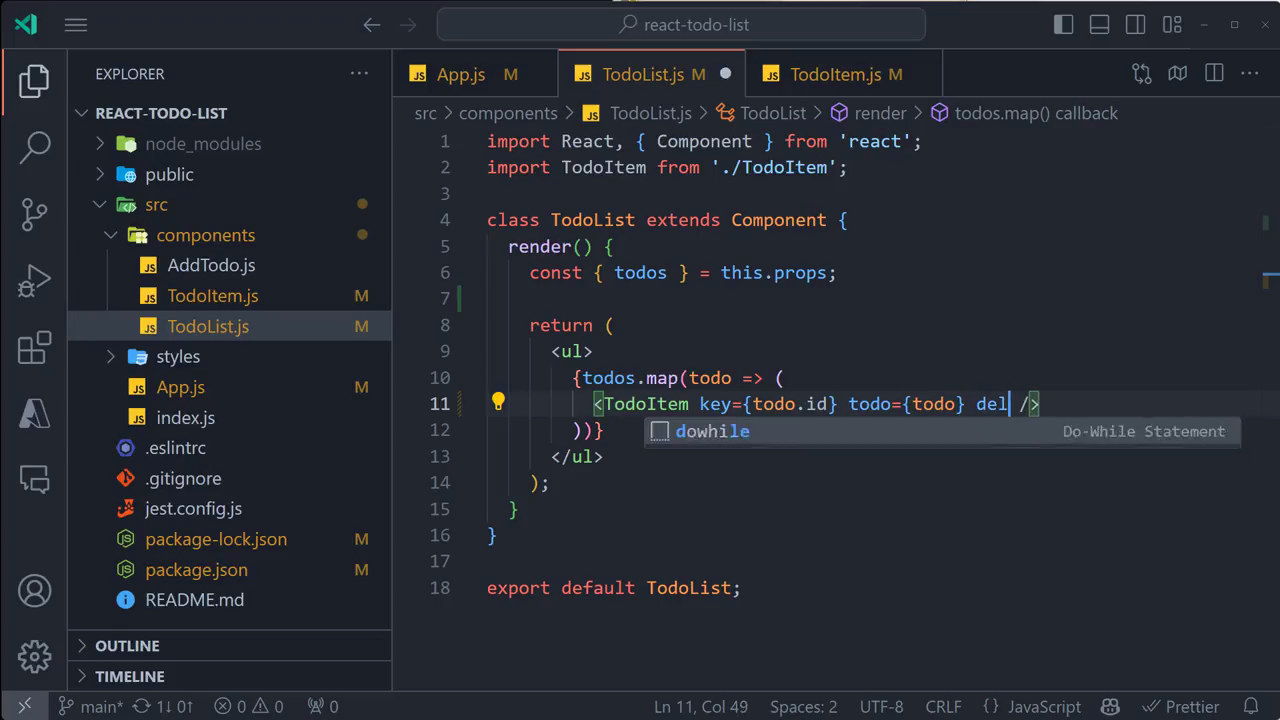 react-todo-list
EXPLORER
REACT-TODO-LIST
node_modules
public
src
components
AddTodo.js
TodoItem.js M
TodoList.js M
styles
App.js M
index.js
.eslintrc
.gitignore
jest.config.js
package-lock.json M
package.json M
README.md
OUTLINE
TIMELINE
App.js M
TodoList.js M
TodoItem.js M
src > components > TodoList.js > TodoList > render > todos.map() callback
1 import React, { Component } from 'react';
2 import TodoItem from './TodoItem';
3
4 class TodoList extends Component {
5 render() {
6 const { todos } = this.props;
7
8 return (
9 <ul>
10 {todos.map(todo => (
11 <TodoItem key={todo.id} todo={todo} del />
dowhile Do-While Statement
12 ))}
13 </ul>
14 );
15 }
16 }
17
18 export default TodoList;
main* 1↓ 0↑ 0 0 0 Ln 11, Col 49 Spaces: 2 UTF-8 CRLF {} JavaScript Prettier